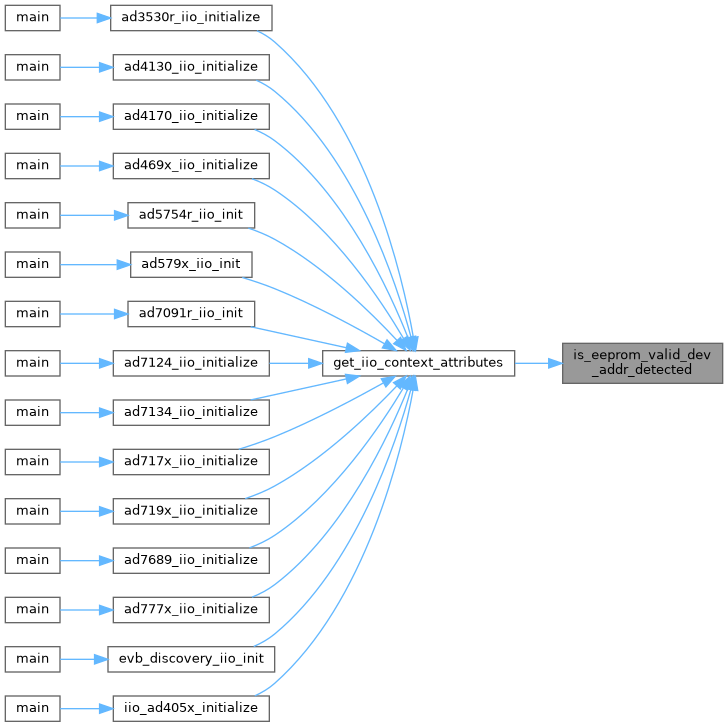 main
ad3530r_iio_initialize
main
ad4130_iio_initialize
main
ad4170_iio_initialize
main
ad469x_iio_initialize
main
ad5754r_iio_init
main
ad579x_iio_init
main
ad7091r_iio_init
main
ad7124_iio_initialize
get_iio_context_attributes
is_eeprom_valid_dev
_addr_detected
main
ad7134_iio_initialize
main
ad717x_iio_initialize
main
ad719x_iio_initialize
main
ad7689_iio_initialize
main
ad777x_iio_initialize
main
evb_discovery_iio_init
main
iio_ad405x_initialize